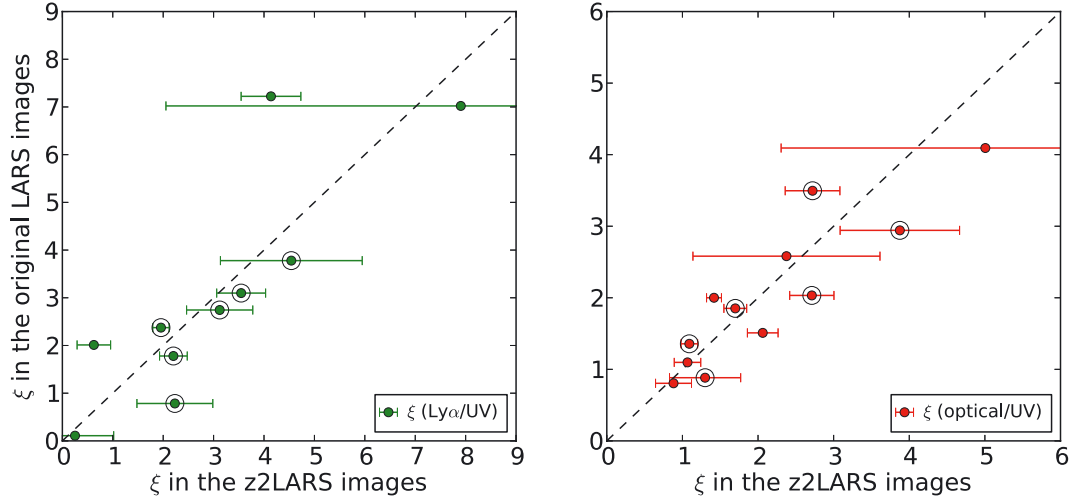 9
8
7
6
5
4
3
2
1
0
ξ in the original LARS images
0 1 2 3 4 5 6 7 8 9
ξ in the z2LARS images
ξ (Lyα/UV)
6
5
4
3
2
1
0
0 1 2 3 4 5 6
ξ in the z2LARS images
ξ (optical/UV)